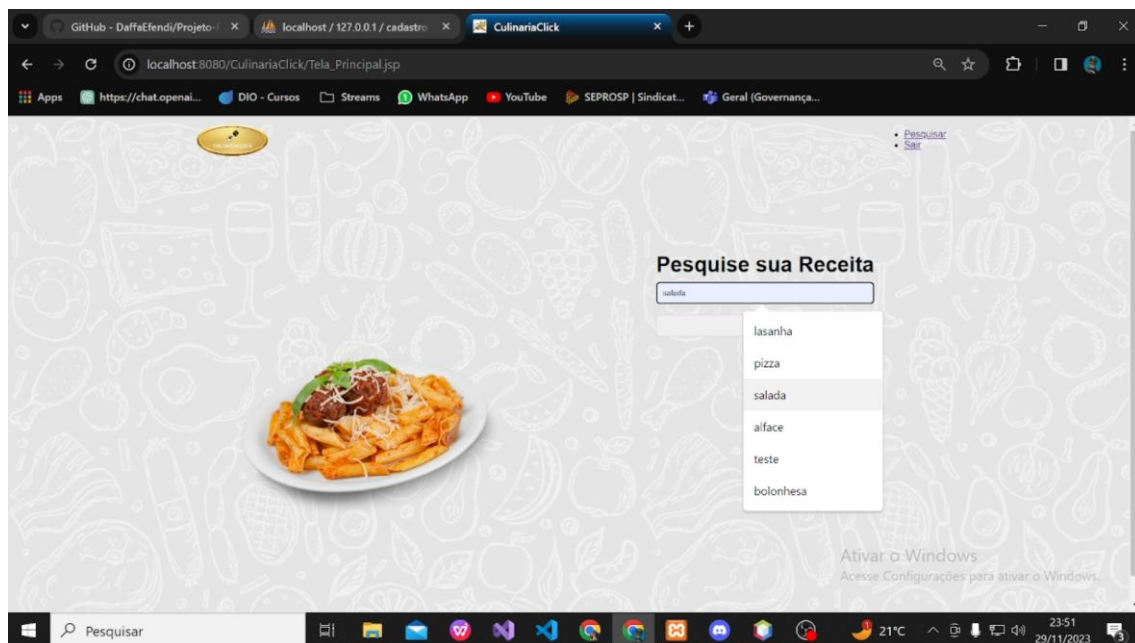 GitHub - DaffaEfendi/Projeto-
localhost / 127.0.0.1 / cadastro
CulinariaClick
localhost:8080/CulinariaClick/Tela_Principal.jsp
Apps
https://chat.openai...
DIO - Cursos
Streams
WhatsApp
YouTube
SEPROSP | Sindicat...
Geral (Governança...
Pesquisar
Sair
Pesquise sua Receita
salada
lasanha
pizza
salada
alface
teste
bolonhesa
Ativar o Windows
Acesse Configurações para ativar o Windows.
Pesquisar
21°C
23:51
29/11/2023